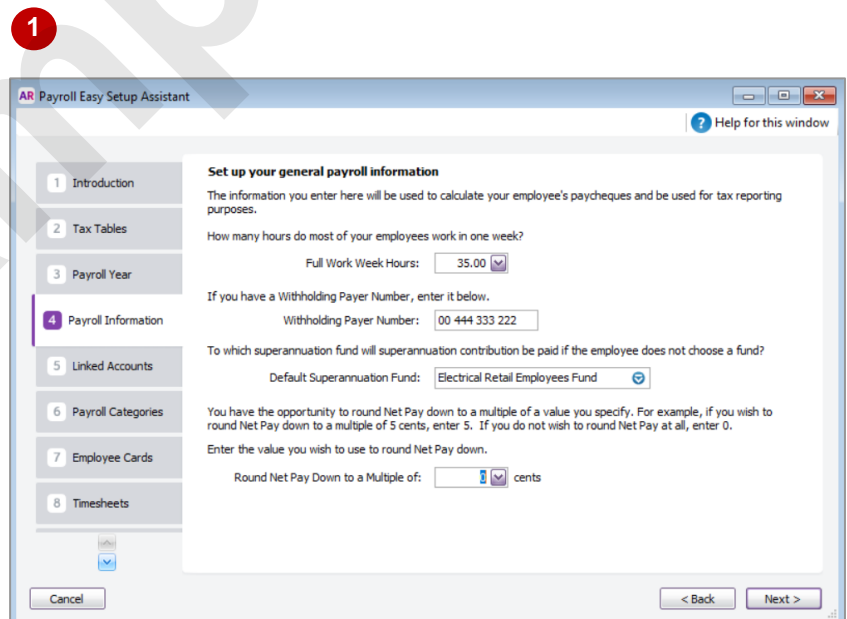 1
AR Payroll Easy Setup Assistant
? Help for this window
1 Introduction
2 Tax Tables
3 Payroll Year
4 Payroll Information
5 Linked Accounts
6 Payroll Categories
7 Employee Cards
8 Timesheets
Set up your general payroll information
The information you enter here will be used to calculate your employee's paycheques and be used for tax reporting
purposes.
How many hours do most of your employees work in one week?
Full Work Week Hours: 35.00
If you have a Withholding Payer Number, enter it below.
Withholding Payer Number: 00 444 333 222
To which superannuation fund will superannuation contribution be paid if the employee does not choose a fund?
Default Superannuation Fund: Electrical Retail Employees Fund
You have the opportunity to round Net Pay down to a multiple of a value you specify. For example, if you wish to
round Net Pay down to a multiple of 5 cents, enter 5. If you do not wish to round Net Pay at all, enter 0.
Enter the value you wish to use to round Net Pay down.
Round Net Pay Down to a Multiple of: 0 cents
Cancel
< Back
Next >